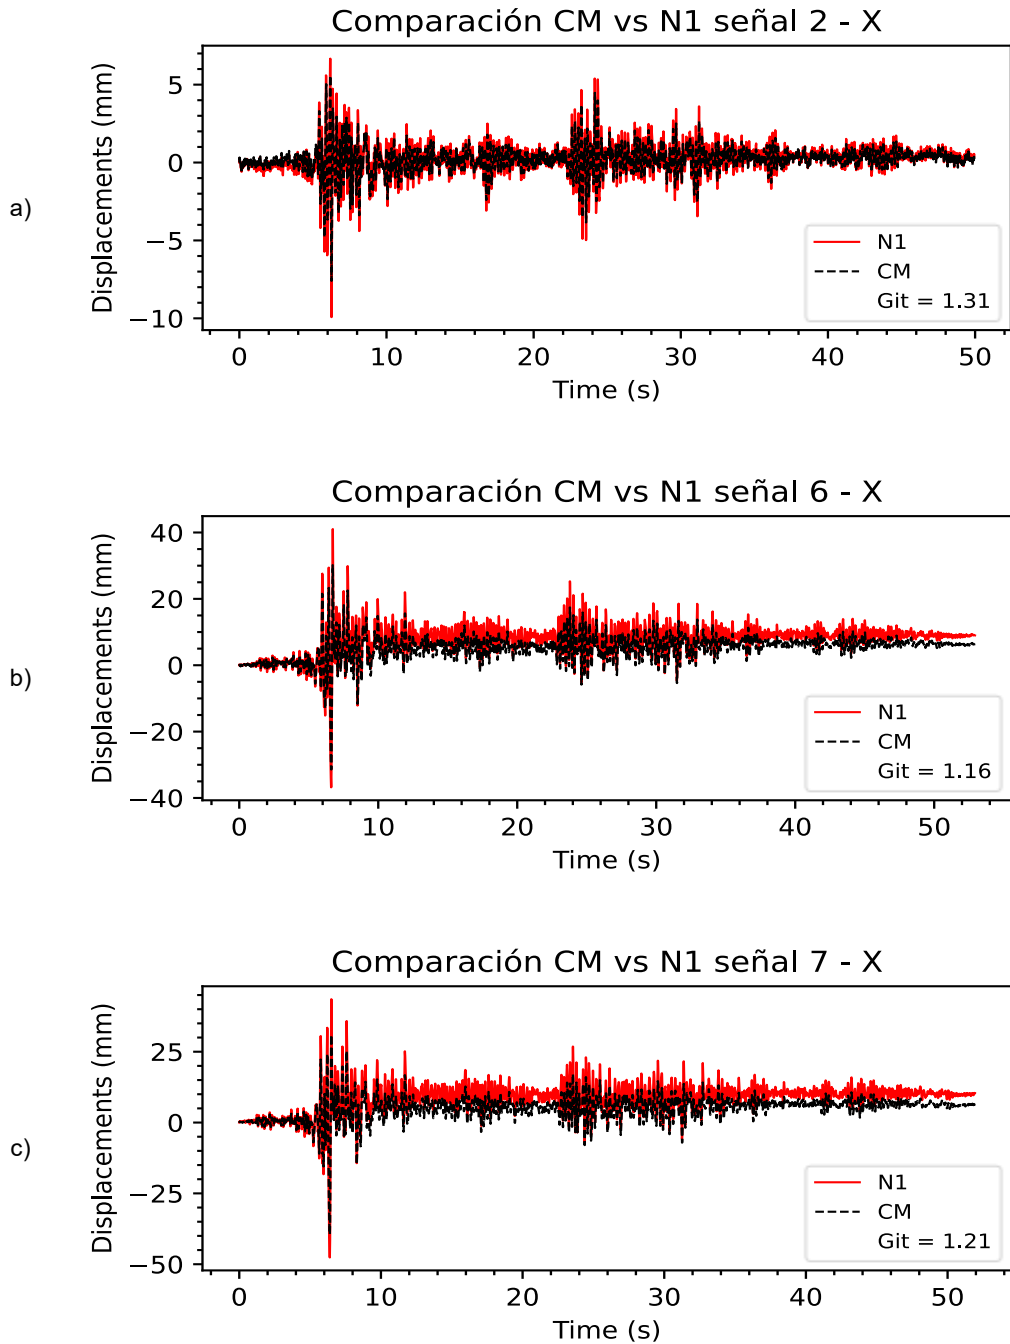 Comparación CM vs N1 señal 2 - X
a)
Displacements (mm)
5
0
−5
−10
N1
CM
Git = 1.31
0 10 20 30 40 50
Time (s)
Comparación CM vs N1 señal 6 - X
b)
Displacements (mm)
40
20
0
−20
−40
N1
CM
Git = 1.16
0 10 20 30 40 50
Time (s)
Comparación CM vs N1 señal 7 - X
c)
Displacements (mm)
25
0
−25
−50
N1
CM
Git = 1.21
0 10 20 30 40 50
Time (s)